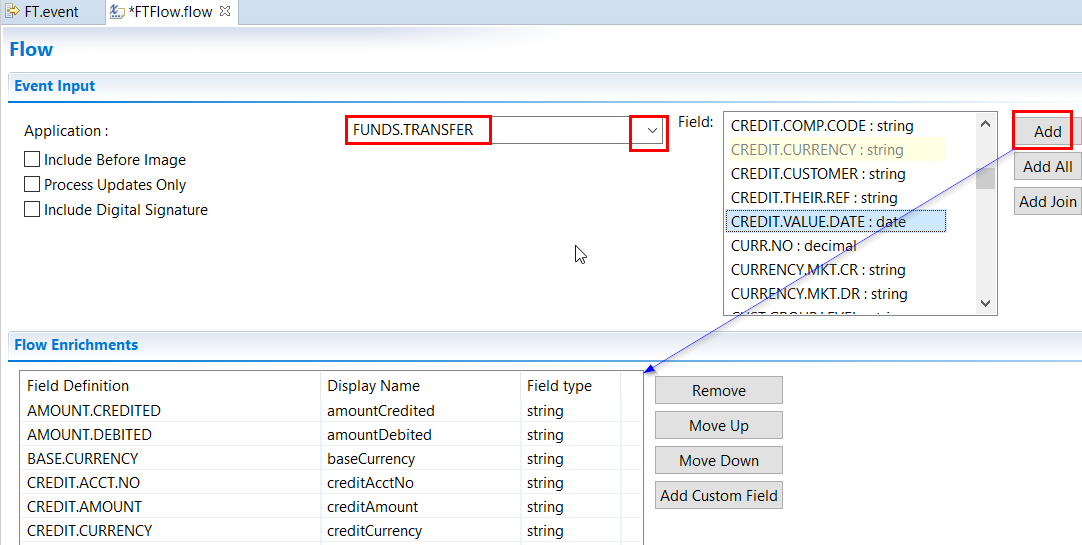 FT.event
*FTFlow.flow
Flow
Event Input
Application :
FUNDS.TRANSFER
Include Before Image
Process Updates Only
Include Digital Signature
Field:
CREDIT.COMP.CODE : string
CREDIT.CURRENCY : string
CREDIT.CUSTOMER : string
CREDIT.THEIR.REF : string
CREDIT.VALUE.DATE : date
CURR.NO : decimal
CURRENCY.MKT.CR : string
CURRENCY.MKT.DR : string
Add
Add All
Add Join
Flow Enrichments
Field Definition Display Name Field type
AMOUNT.CREDITED amountCredited string
AMOUNT.DEBITED amountDebited string
BASE.CURRENCY baseCurrency string
CREDIT.ACCT.NO creditAcctNo string
CREDIT.AMOUNT creditAmount string
CREDIT.CURRENCY creditCurrency string
Remove
Move Up
Move Down
Add Custom Field